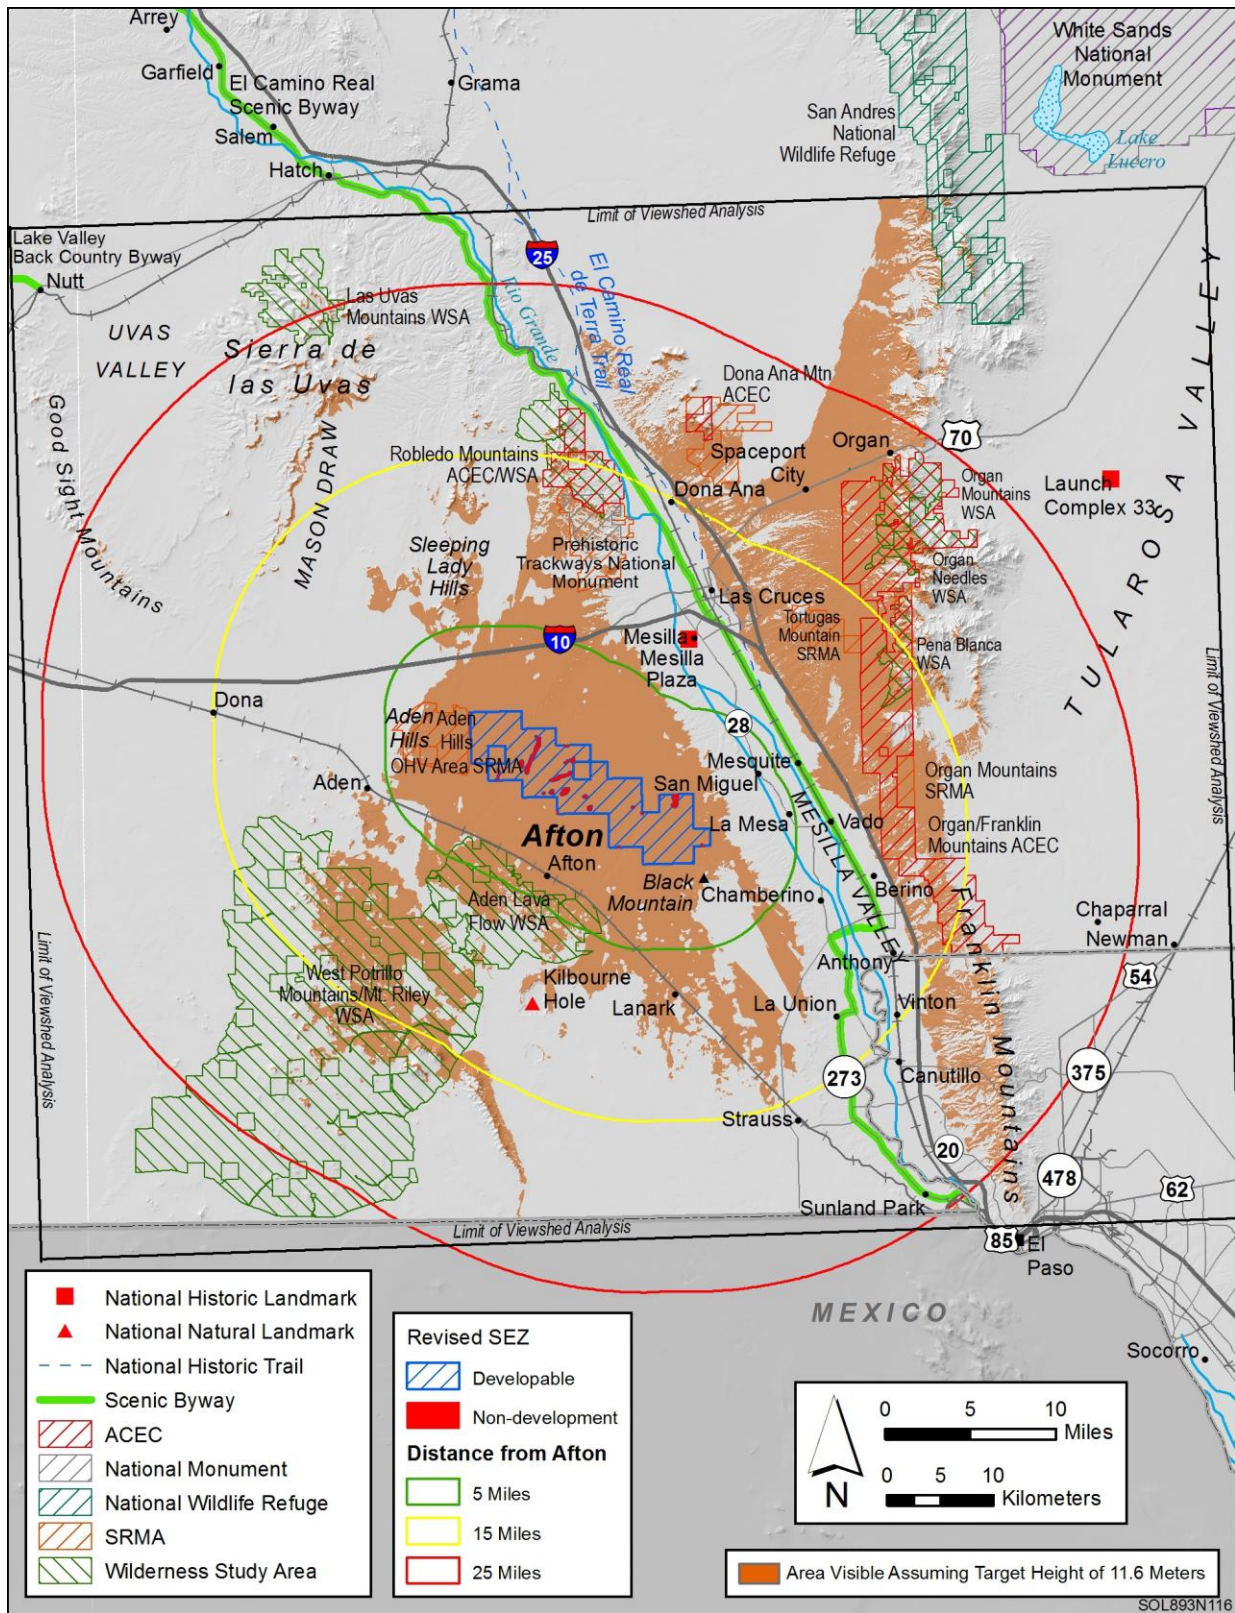 Arrey
Garfield
El Camino Real
Scenic Byway
Salem
Hatch
Grama
White Sands
National
Monument
San Andres
National
Wildlife Refuge
Lake
Lucero
Limit of Viewshed Analysis
Lake Valley
Back Country Byway
Nutt
25
El Camino Real
de Terra Trail
Rio Grande
Las Uvas
Mountains WSA
UVAS
VALLEY
Sierra de
las Uvas
Good Sight Mountains
MASON DRAW
Dona Ana Mtn
ACEC
Robledo Mountains
ACEC/WSA
Spaceport
City
Organ
70
Dona Ana
Organ
Mountains
WSA
Launch
Complex 33
TULAROSA VALLEY
Sleeping
Lady
Hills
Prehistoric
Trackways National
Monument
Organ
Needles
WSA
Las Cruces
Tortugas
Mountain
SRMA
10
Mesilla
Mesilla
Plaza
Pena Blanca
WSA
Limit of Viewshed Analysis
Dona
28
Aden
Hills
Aden
Hills
OHV Area SRMA
Aden
Mesquite
San Miguel
Organ Mountains
SRMA
La Mesa
MESILLA VALLEY
Vado
Organ/Franklin
Mountains ACEC
Afton
Afton
Black
Mountain
Chamberino
Berino
Aden Lava
Flow WSA
Franklin Mountains
Chaparral
Newman
Limit of Viewshed Analysis
Anthony
54
West Potrillo
Mountains/Mt. Riley
WSA
Kilbourne
Hole
Lanark
La Union
Vinton
273
Canutillo
375
Strauss
20
478
62
Sunland Park
Limit of Viewshed Analysis
85
El
Paso
MEXICO
Socorro
National Historic Landmark
National Natural Landmark
National Historic Trail
Scenic Byway
ACEC
National Monument
National Wildlife Refuge
SRMA
Wilderness Study Area
Revised SEZ
Developable
Non-development
Distance from Afton
5 Miles
15 Miles
25 Miles
N
0 5 10
Miles
0 5 10
Kilometers
Area Visible Assuming Target Height of 11.6 Meters
SOL893N116